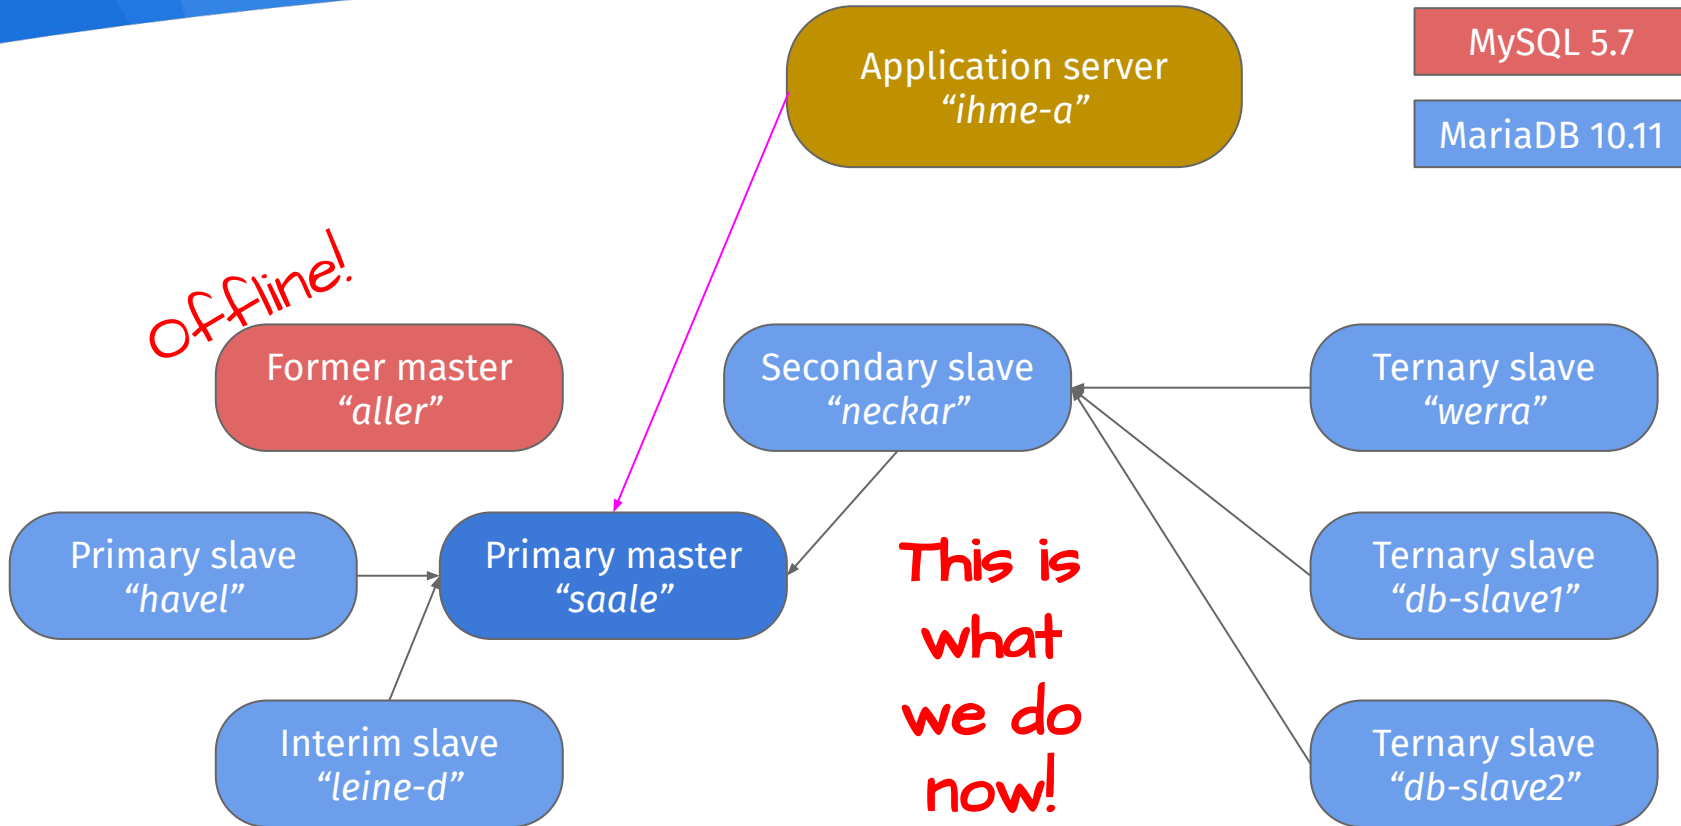 Application server
“ihme-a”
MySQL 5.7
MariaDB 10.11
Offline!
Former master
“aller”
Secondary slave
“neckar”
Ternary slave
“werra”
Primary slave
“havel”
Primary master
“saale”
This is
what
we do
now!
Ternary slave
“db-slave1”
Interim slave
“leine-d”
Ternary slave
“db-slave2”